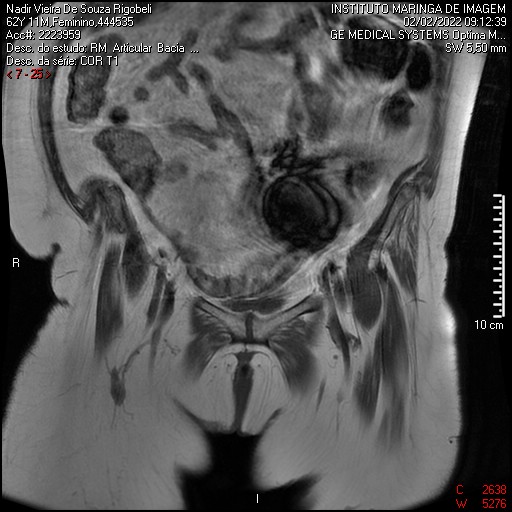 Nadir Vieira De Souza Rigobeli
62Y 11M,Feminino,444535
Acc#: 2223959
Desc. do estudo: RM Articular Bacia ...
Desc. da série: COR T1
< 7 - 25 >
INSTITUTO MARINGA DE IMAGEM
02/02/2022 09:12:39
GE MEDICAL SYSTEMS Optima M...
SW 5,50 mm
R
10 cm
I
C 2638
W 5276